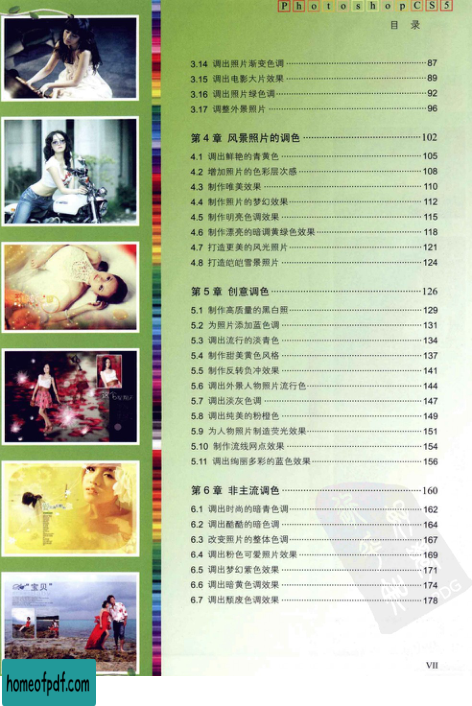 PhotoshopCS5
目 录
3.14 调出照片渐变色调 87
3.15 调出电影大片效果 89
3.16 调出照片绿色调 92
3.17 调整外景照片 96
第 4 章 风景照片的调色 102
4.1 调出鲜艳的青黄色 105
4.2 增加照片的色彩层次感 108
4.3 制作唯美效果 110
4.4 制作照片的梦幻效果 112
4.5 制作明亮色调效果 115
4.6 制作漂亮的暗调黄绿色效果 118
4.7 打造更美的风光照片 121
4.8 打造皑皑雪景照片 124
第 5 章 创意调色 126
5.1 制作高质量的黑白照 129
5.2 为照片添加蓝色调 131
5.3 调出流行的淡青色 134
5.4 制作甜美黄色风格 137
5.5 制作反转负冲效果 141
5.6 调出外景人物照片流行色 144
5.7 调出淡灰色调 147
5.8 调出纯美的粉橙色 149
5.9 为人物照片制造荧光效果 151
5.10 制作流线网点效果 154
5.11 调出绚丽多彩的蓝色效果 156
第 6 章 非主流调色 160
6.1 调出时尚的暗青色调 162
6.2 调出酷酷的暗色调 164
6.3 改变照片的整体色调 167
6.4 调出粉色可爱照片效果 169
6.5 调出梦幻紫色效果 171
6.6 调出暗黄色调效果 174
6.7 调出颓废色调效果 178
"宝贝"
VII
homeofpdf.com